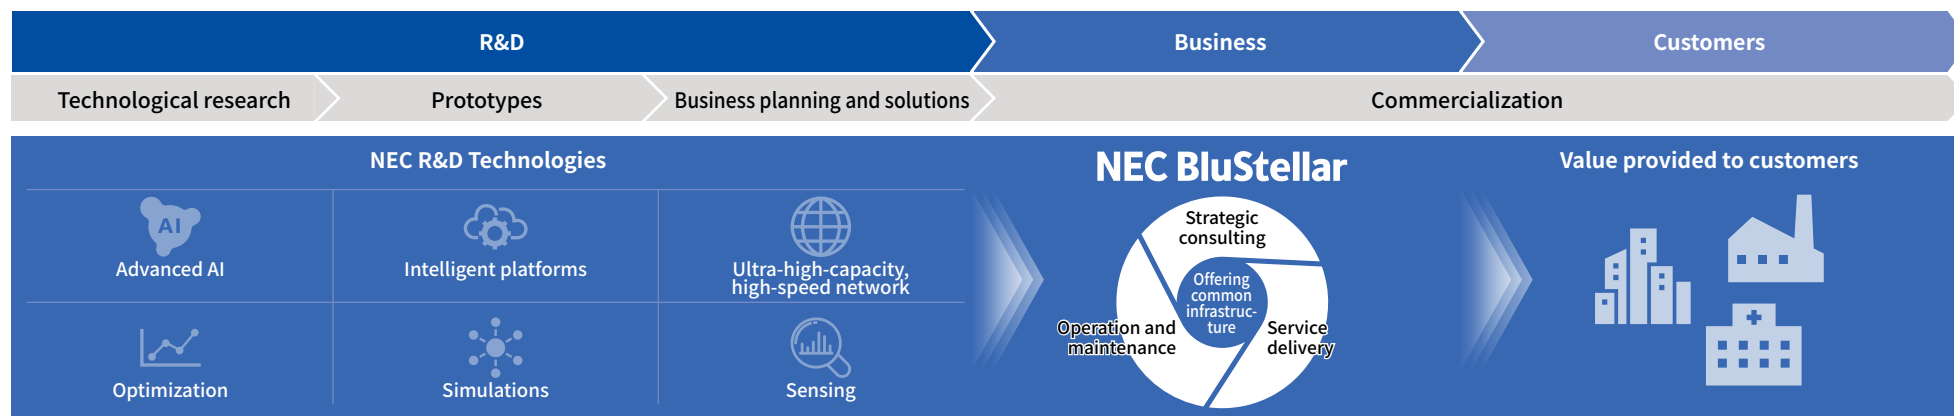 R&D
Business
Customers
Technological research
Prototypes
Business planning and solutions
Commercialization
NEC R&D Technologies
AI
Advanced AI
Intelligent platforms
Ultra-high-capacity,
high-speed network
Optimization
Simulations
Sensing
NEC BluStellar
Strategic
consulting
Offering
common
infrastruc-
ture
Operation and
maintenance
Service
delivery
Value provided to customers